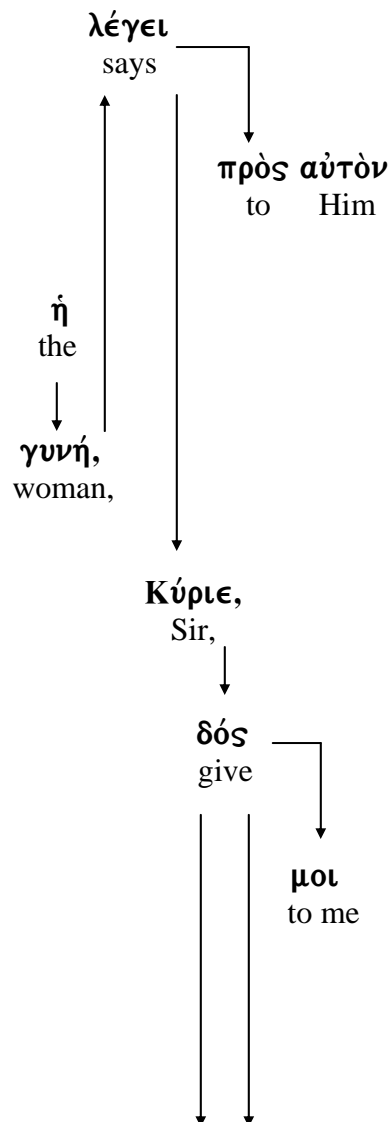 λέγει
says
πρὸς αὐτὸν
to Him
ἡ
the
γυνή,
woman,
Κύριε,
Sir,
δός
give
μοι
to me